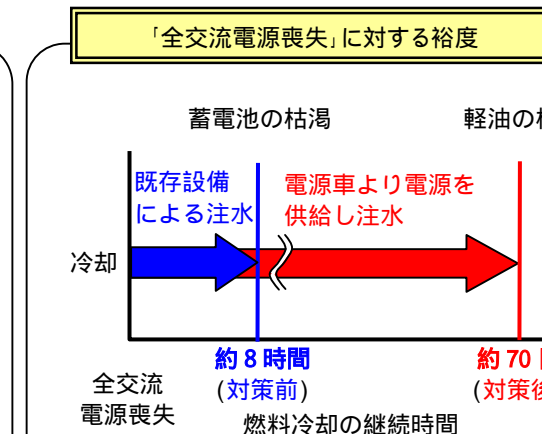 「全交流電源喪失」に対する裕度
蓄電池の枯渇
軽油の
既存設備
による注水
電源車より電源を
供給し注水
冷却
約8時間
(対策前)
約70
(対策後
全交流
電源喪失
燃料冷却の継続時間